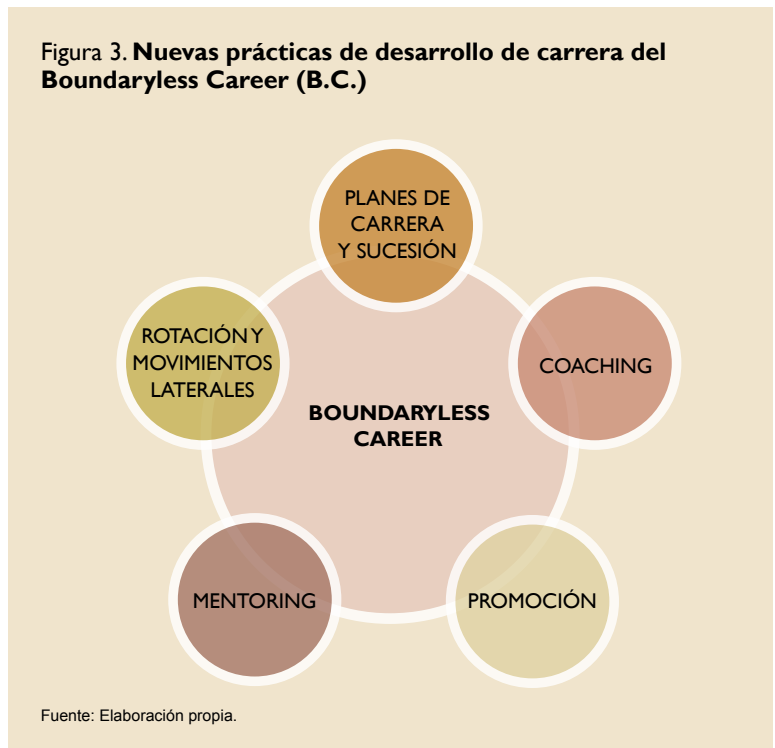 Figura 3. Nuevas prácticas de desarrollo de carrera del
Boundaryless Career (B.C.)
PLANES DE
CARRERA
Y SUCESIÓN
ROTACIÓN Y
MOVIMIENTOS
LATERALES
COACHING
BOUNDARYLESS
CAREER
MENTORING
PROMOCIÓN
Fuente: Elaboración propia.